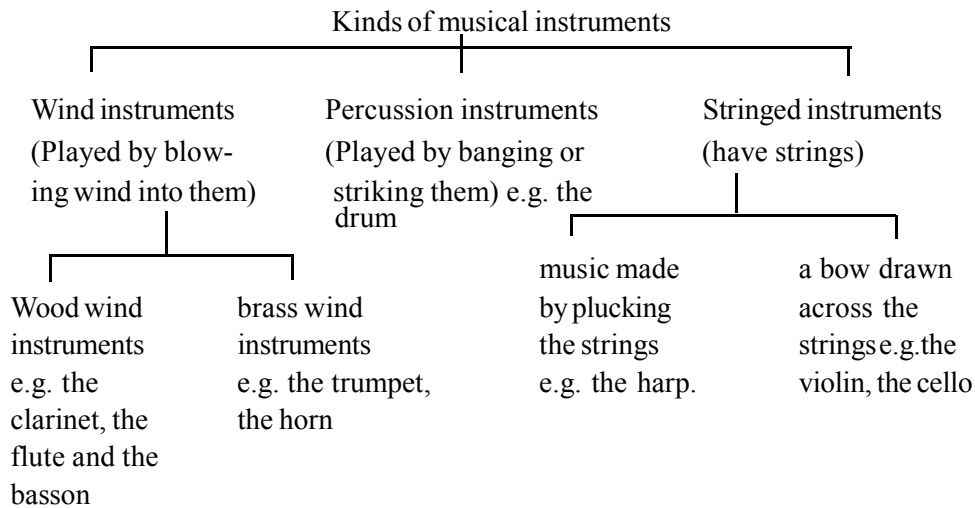 Kinds of musical instruments
Wind instruments
(Played by blow-
ing wind into them)
Percussion instruments
(Played by banging or
striking them) e.g. the
drum
Stringed instruments
(have strings)
Wood wind
instruments
e.g. the
clarinet, the
flute and the
basson
brass wind
instruments
e.g. the trumpet,
the horn
music made
by plucking
the strings
e.g. the harp.
a bow drawn
across the
strings e.g. the
violin, the cello